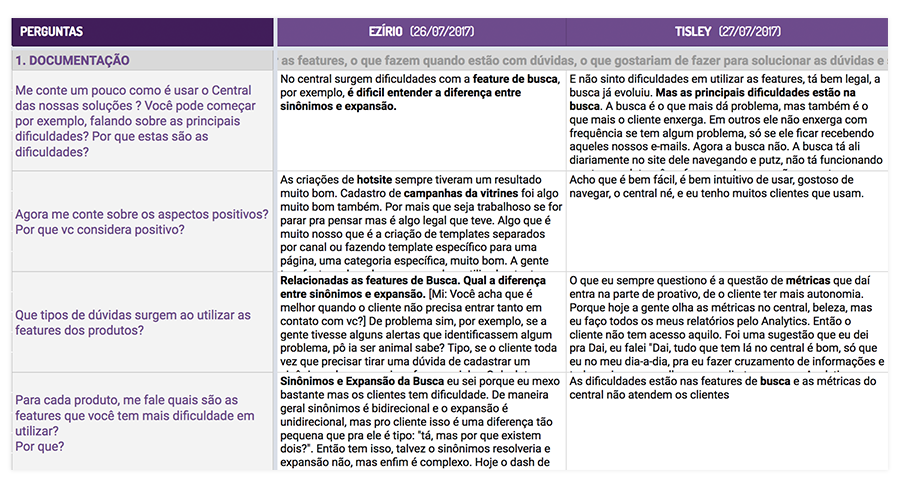 PERGUNTAS
EZÍRIO (26/07/2017)
TISLEY (27/07/2017)
1. DOCUMENTAÇÃO
as features, o que fazem quando estão com dúvidas, o que gostariam de fazer para solucionar as dúvidas e
Me conte um pouco como é usar o Central
das nossas soluções ? Você pode começar
por exemplo, falando sobre as principais
dificuldades? Por que estas são as
dificuldades?
No central surgem dificuldades com a feature de busca,
por exemplo, é dificil entender a diferença entre
sinônimos e expansão.
E não sinto dificuldades em utilizar as features, tá bem legal, a
busca já evoluiu. Mas as principais dificuldades estão na
busca. A busca é o que mais dá problema, mas também é o
que mais o cliente enxerga. Em outros ele não enxerga com
frequência se tem algum problema, só se ele ficar recebendo
aqueles nossos e-mails. Agora a busca não. A busca tá ali
diariamente no site dele navegando e putz, não tá funcionando
Agora me conte sobre os aspectos positivos?
Por que vc considera positivo?
As criações de hotsite sempre tiveram um resultado
muito bom. Cadastro de campanhas da vitrines foi algo
muito bom também. Por mais que seja trabalhoso se for
parar pra pensar mas é algo legal que teve. Algo que é
muito nosso que é a criação de templates separados
por canal ou fazendo template específico para uma
página, uma categoria específica, muito bom. A gente
Acho que é bem fácil, é bem intuitivo de usar, gostoso de
navegar, o central né, e eu tenho muitos clientes que usam.
Que tipos de dúvidas surgem ao utilizar as
features dos produtos?
Relacionadas as features de Busca. Qual a diferença
entre sinônimos e expansão. [Mi: Você acha que é
melhor quando o cliente não precisa entrar tanto em
contato com vc?] De problema sim, por exemplo, se a
gente tivesse alguns alertas que identificassem algum
problema, pô ia ser animal sabe? Tipo, se o cliente toda
vez que precisar tirar uma dúvida de cadastrar um
O que eu sempre questiono é a questão de métricas que daí
entra na parte de proativo, de o cliente ter mais autonomia.
Porque hoje a gente olha as métricas no central, beleza, mas
eu faço todos os meus relatórios pelo Analytics. Então o
cliente não tem acesso aquilo. Foi uma sugestão que eu dei
pra Dai, eu falei "Dai, tudo que tem lá no central é bom, só que
eu no meu dia-a-dia, pra eu fazer cruzamento de informações e
Para cada produto, me fale quais são as
features que você tem mais dificuldade em
utilizar?
Por que?
Sinônimos e Expansão da Busca eu sei porque eu mexo
bastante mas os clientes tem dificuldade. De maneira
geral sinônimos é bidirecional e o expansão é
unidirecional, mas pro cliente isso é uma diferença tão
pequena que pra ele é tipo: "tá, mas por que existem
dois?". Então tem isso, talvez o sinônimos resolveria e
expansão não, mas enfim é complexo. Hoje o dash de
As dificuldades estão nas features de busca e as métricas do
central não atendem os clientes